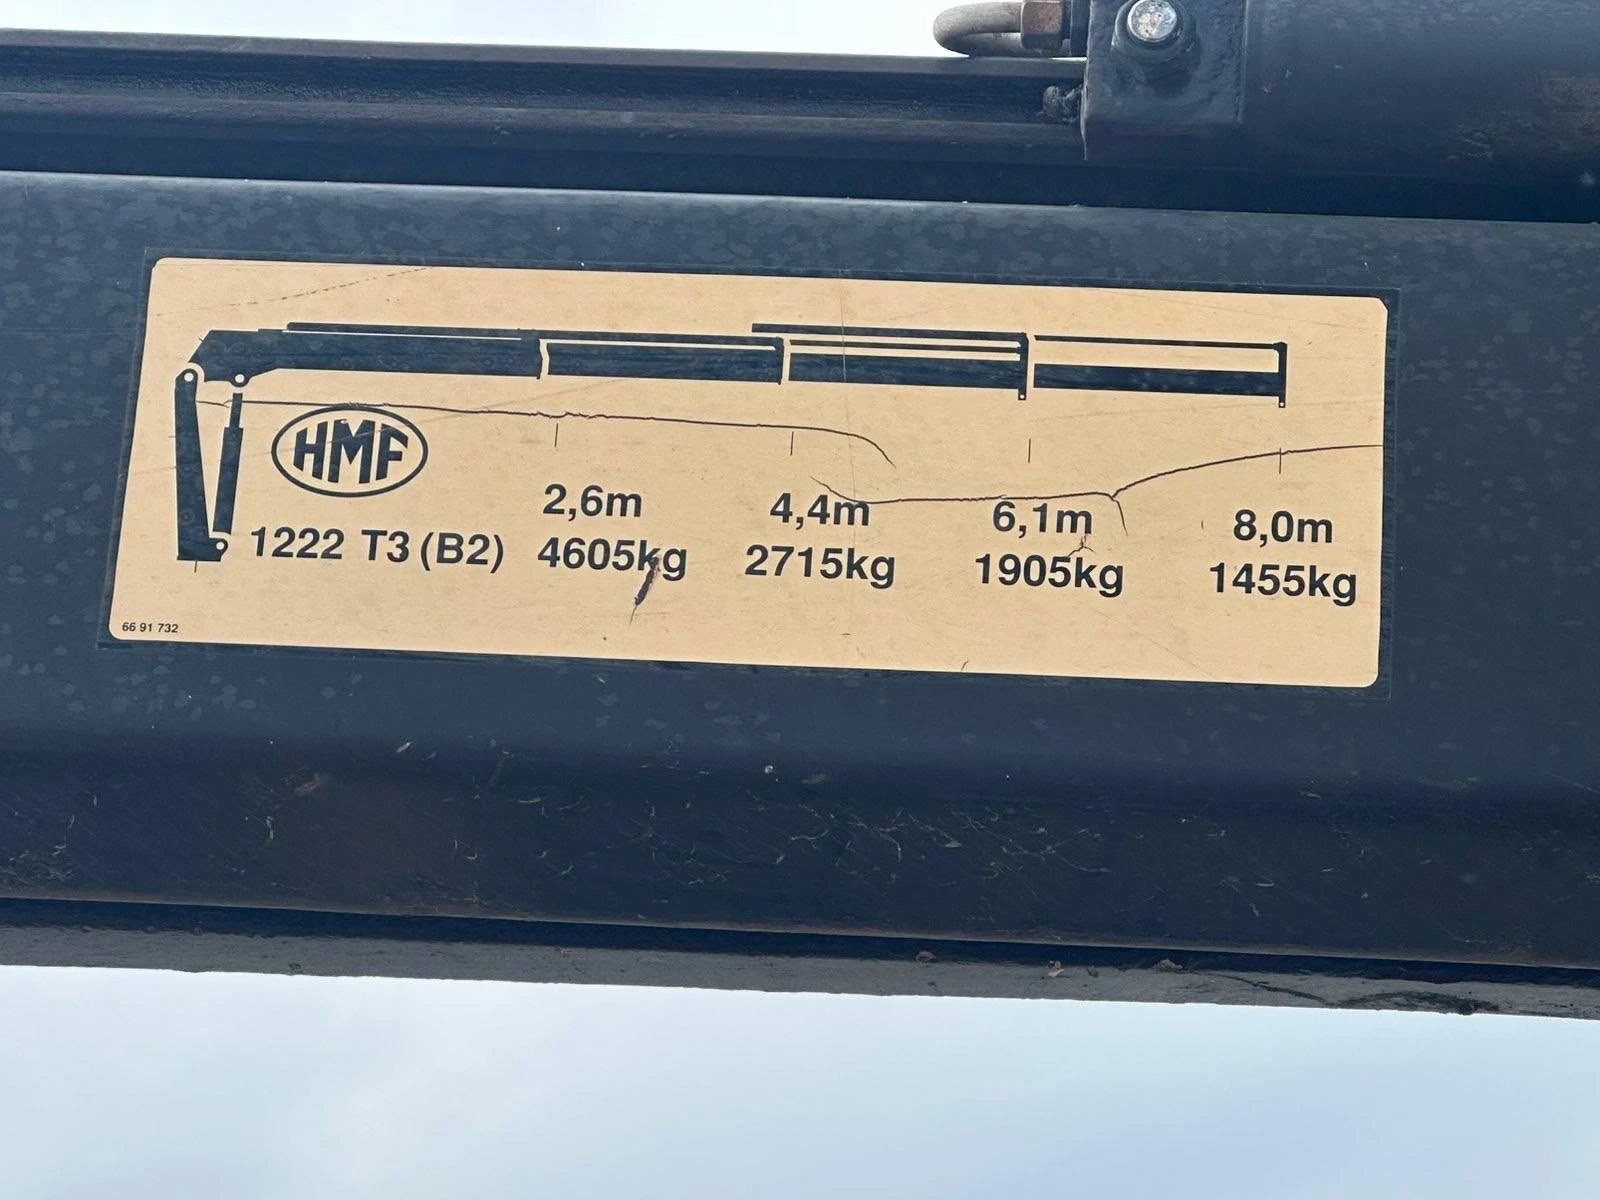 HMF
1222 T3 (B2)
2,6m 4,4m 6,1m 8,0m
4605kg 2715kg 1905kg 1455kg
66 91 732